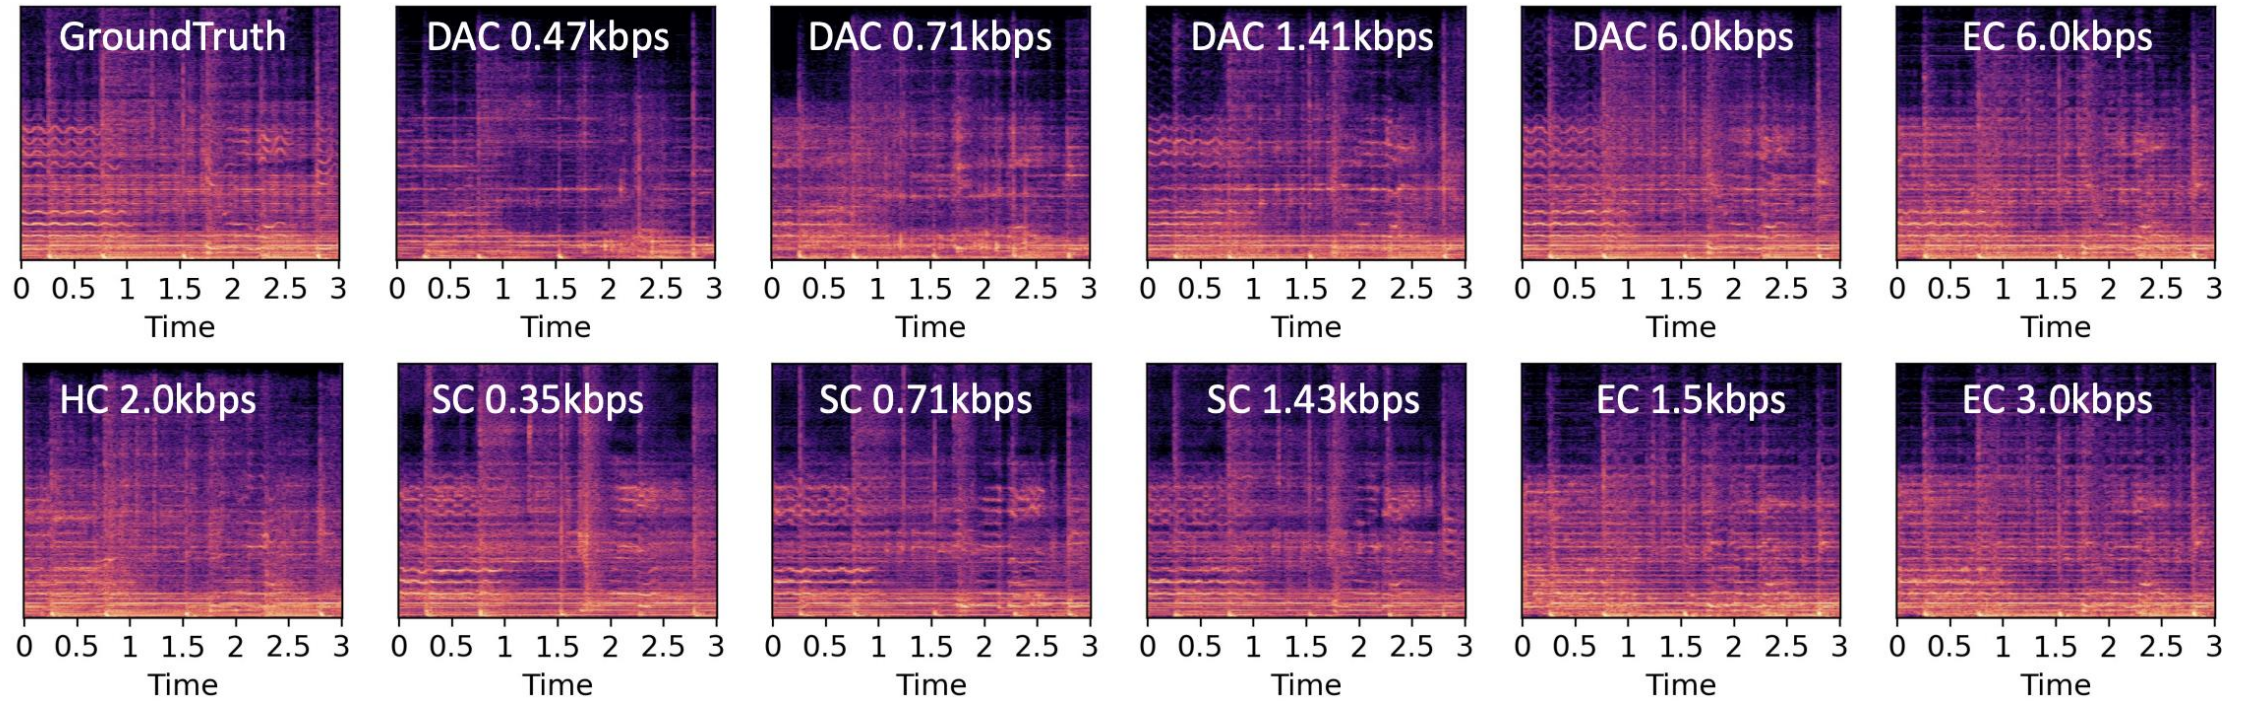 GroundTruth
DAC 0.47kbps
DAC 0.71kbps
DAC 1.41kbps
DAC 6.0kbps
EC 6.0kbps
0 0.5 1 1.5 2 2.5 3
0 0.5 1 1.5 2 2.5 3
0 0.5 1 1.5 2 2.5 3
0 0.5 1 1.5 2 2.5 3
0 0.5 1 1.5 2 2.5 3
0 0.5 1 1.5 2 2.5 3
Time
Time
Time
Time
Time
Time
HC 2.0kbps
SC 0.35kbps
SC 0.71kbps
SC 1.43kbps
EC 1.5kbps
EC 3.0kbps
0 0.5 1 1.5 2 2.5 3
0 0.5 1 1.5 2 2.5 3
0 0.5 1 1.5 2 2.5 3
0 0.5 1 1.5 2 2.5 3
0 0.5 1 1.5 2 2.5 3
0 0.5 1 1.5 2 2.5 3
Time
Time
Time
Time
Time
Time